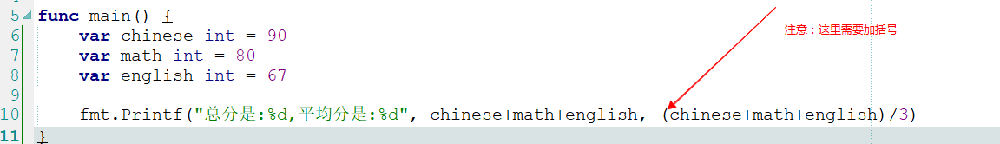 5 func main() {
注意：这里需要加括号
6 var chinese int = 90
7 var math int = 80
8 var english int = 67
9
10 fmt.Printf("总分是:%d,平均分是:%d", chinese+math+english, (chinese+math+english)/3)
11 }